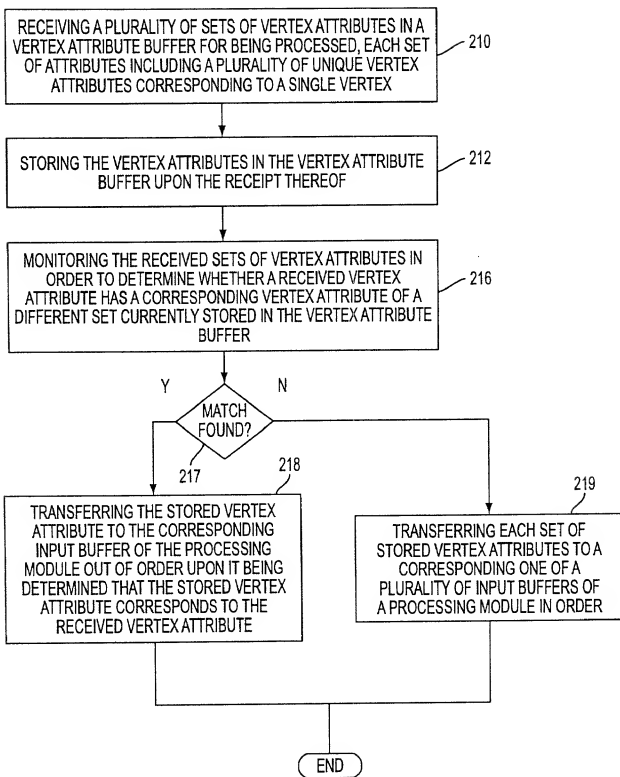 RECEIVING A PLURALITY OF SETS OF VERTEX ATTRIBUTES IN A
VERTEX ATTRIBUTE BUFFER FOR BEING PROCESSED, EACH SET
OF ATTRIBUTES INCLUDING A PLURALITY OF UNIQUE VERTEX
ATTRIBUTES CORRESPONDING TO A SINGLE VERTEX
210
STORING THE VERTEX ATTRIBUTES IN THE VERTEX ATTRIBUTE
BUFFER UPON THE RECEIPT THEREOF
212
MONITORING THE RECEIVED SETS OF VERTEX ATTRIBUTES IN
ORDER TO DETERMINE WHETHER A RECEIVED VERTEX
ATTRIBUTE HAS A CORRESPONDING VERTEX ATTRIBUTE OF A
DIFFERENT SET CURRENTLY STORED IN THE VERTEX ATTRIBUTE
BUFFER
216
Y
N
MATCH
FOUND?
217
218
TRANSFERRING THE STORED VERTEX
ATTRIBUTE TO THE CORRESPONDING
INPUT BUFFER OF THE PROCESSING
MODULE OUT OF ORDER UPON IT BEING
DETERMINED THAT THE STORED VERTEX
ATTRIBUTE CORRESPONDS TO THE
RECEIVED VERTEX ATTRIBUTE
219
TRANSFERRING EACH SET OF
STORED VERTEX ATTRIBUTES TO A
CORRESPONDING ONE OF A
PLURALITY OF INPUT BUFFERS OF
A PROCESSING MODULE IN ORDER
END